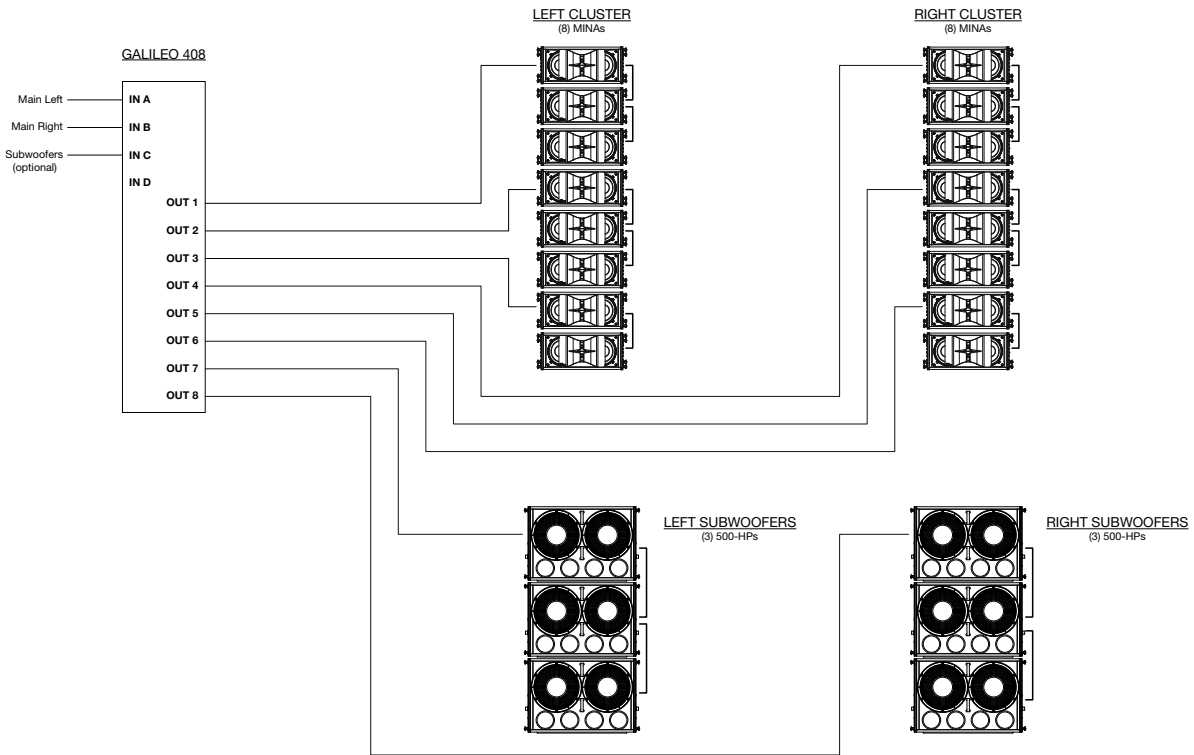 LEFT CLUSTER
(8) MINAs
RIGHT CLUSTER
(8) MINAs
GALILEO 408
Main Left
IN A
Main Right
IN B
Subwoofers
(optional)
IN C
IN D
OUT 1
OUT 2
OUT 3
OUT 4
OUT 5
OUT 6
OUT 7
OUT 8
LEFT SUBWOOFERS
(3) 500-HPs
RIGHT SUBWOOFERS
(3) 500-HPs